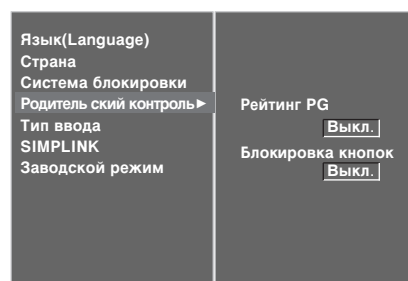 Язык(Language)
Страна
Система блокировки
Родитель ский контроль►
Тип ввода
SIMPLINK
Заводской режим
Рейтинг PG
Выкл.
Блокировка кнопок
Выкл.